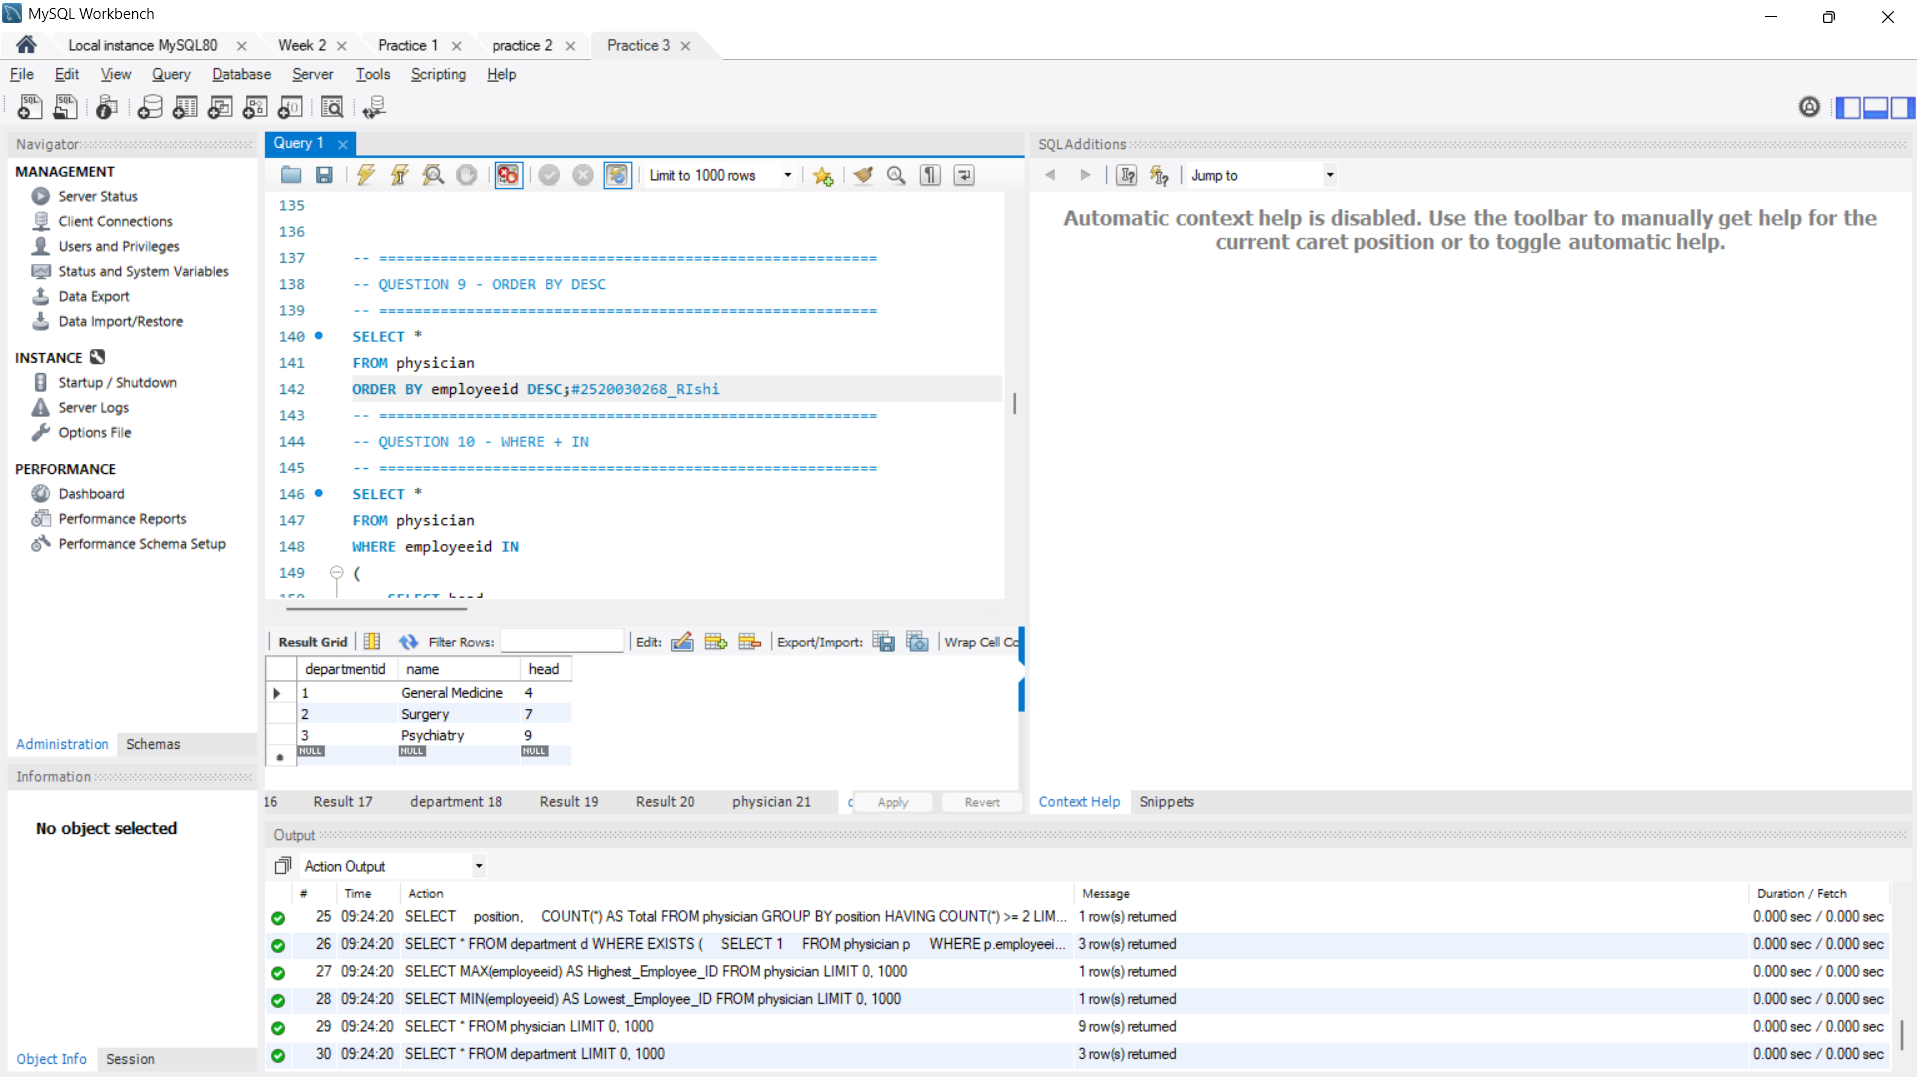 MySQL Workbench
Local instance MySQL80
Week 2
Practice 1
practice 2
Practice 3
File Edit View Query Database Server Tools Scripting Help
Navigator
MANAGEMENT
Server Status
Client Connections
Users and Privileges
Status and System Variables
Data Export
Data Import/Restore
INSTANCE
Startup / Shutdown
Server Logs
Options File
PERFORMANCE
Dashboard
Performance Reports
Performance Schema Setup
Administration Schemas
Information
No object selected
Object Info Session
Query 1
Limit to 1000 rows
135
136
137 -- =========================================================
138 -- QUESTION 9 - ORDER BY DESC
139 -- =========================================================
140 SELECT *
141 FROM physician
142 ORDER BY employeeid DESC;#2520030268_RIshi
143 -- =========================================================
144 -- QUESTION 10 - WHERE + IN
145 -- =========================================================
146 SELECT *
147 FROM physician
148 WHERE employeeid IN
149 (
Result Grid Filter Rows: Edit: Export/Import: Wrap Cell Co
departmentid name head
1 General Medicine 4
2 Surgery 7
3 Psychiatry 9
NULL NULL NULL
16 Result 17 department 18 Result 19 Result 20 physician 21 Apply Revert
SQLAdditions
Jump to
Automatic context help is disabled. Use the toolbar to manually get help for the
current caret position or to toggle automatic help.
Context Help Snippets
Output
Action Output
# Time Action Message Duration / Fetch
25 09:24:20 SELECT position, COUNT(*) AS Total FROM physician GROUP BY position HAVING COUNT(*) >= 2 LIM... 1 row(s) returned 0.000 sec / 0.000 sec
26 09:24:20 SELECT * FROM department d WHERE EXISTS ( SELECT 1 FROM physician p WHERE p.employeei... 3 row(s) returned 0.000 sec / 0.000 sec
27 09:24:20 SELECT MAX(employeeid) AS Highest_Employee_ID FROM physician LIMIT 0, 1000 1 row(s) returned 0.000 sec / 0.000 sec
28 09:24:20 SELECT MIN(employeeid) AS Lowest_Employee_ID FROM physician LIMIT 0, 1000 1 row(s) returned 0.000 sec / 0.000 sec
29 09:24:20 SELECT * FROM physician LIMIT 0, 1000 9 row(s) returned 0.000 sec / 0.000 sec
30 09:24:20 SELECT * FROM department LIMIT 0, 1000 3 row(s) returned 0.000 sec / 0.000 sec